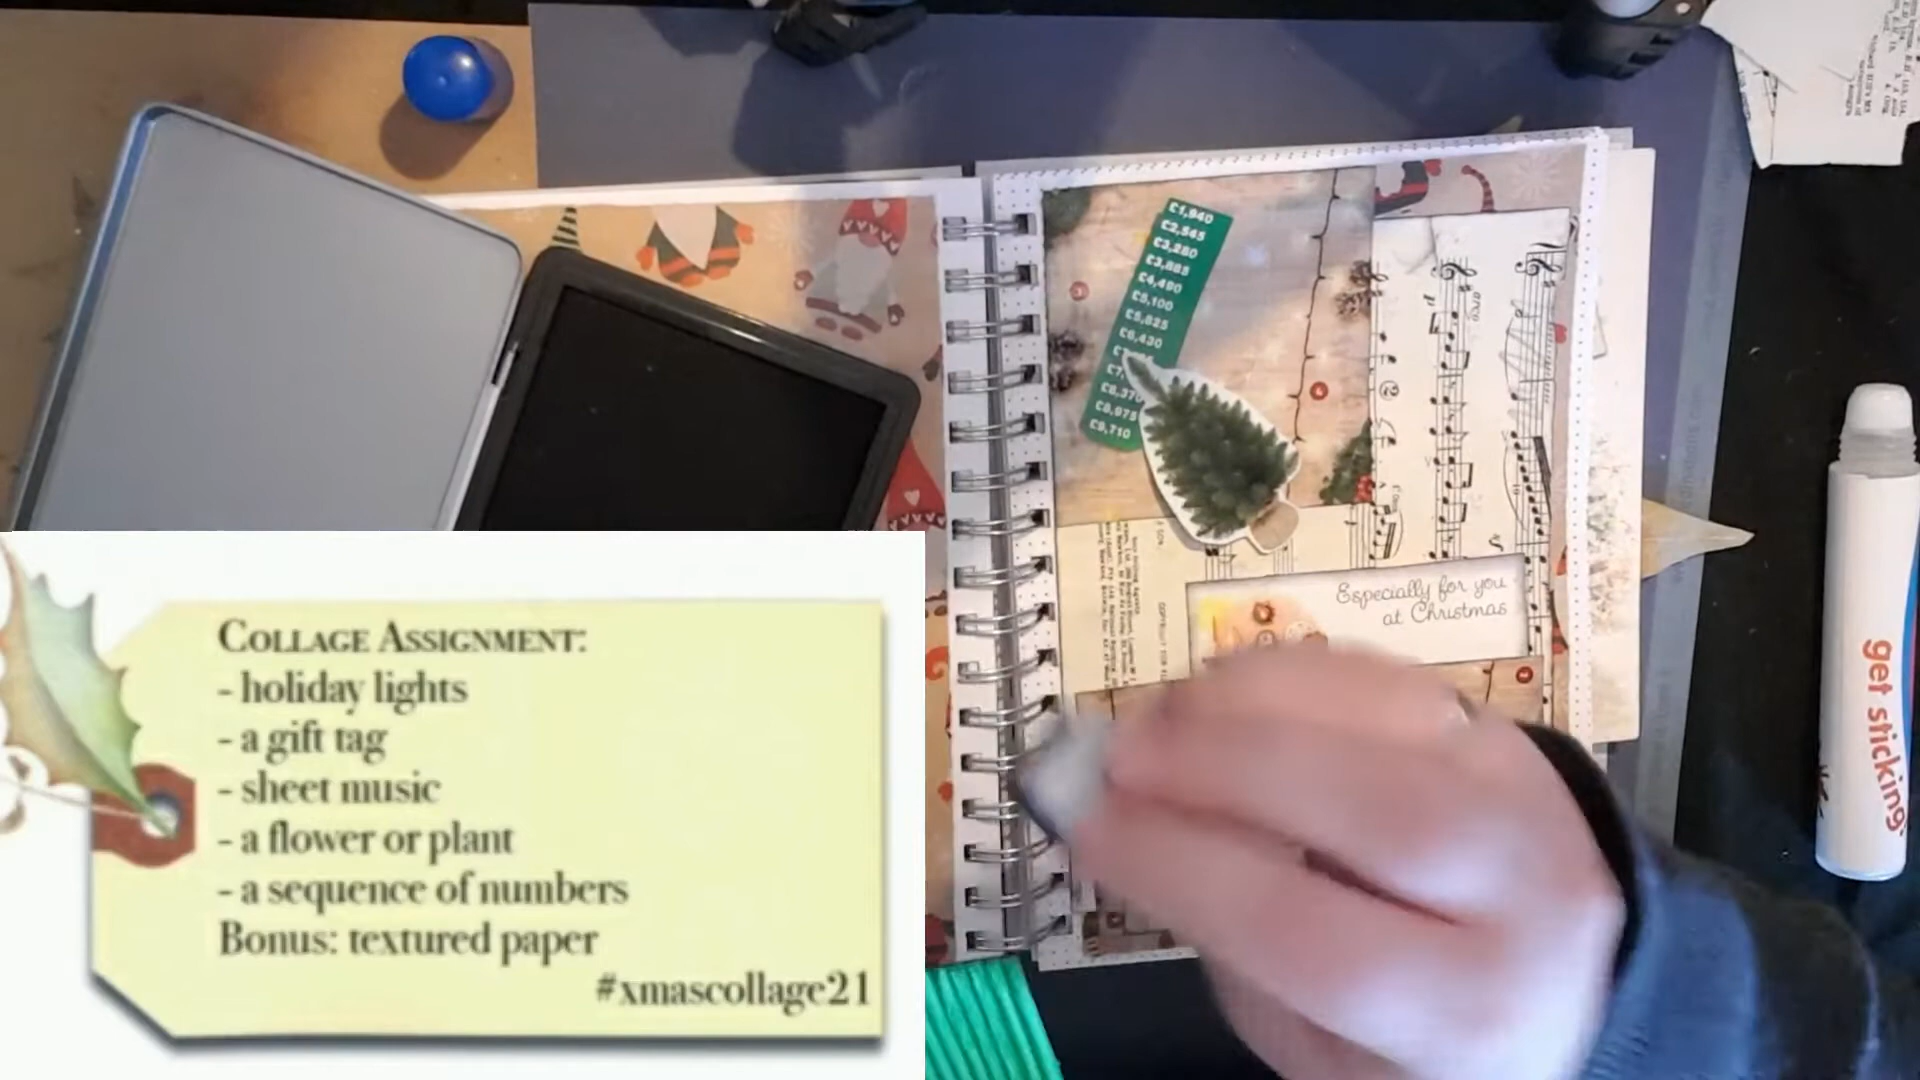 £1,940
£2,545
£3,280
£3,885
£4,490
£5,100
£5,825
£6,430
£8,370
£8,975
£9,710
arco
Especially for you
at Christmas
get sticking
COLLAGE ASSIGNMENT:
- holiday lights
- a gift tag
- sheet music
- a flower or plant
- a sequence of numbers
Bonus: textured paper
#xmascollage21